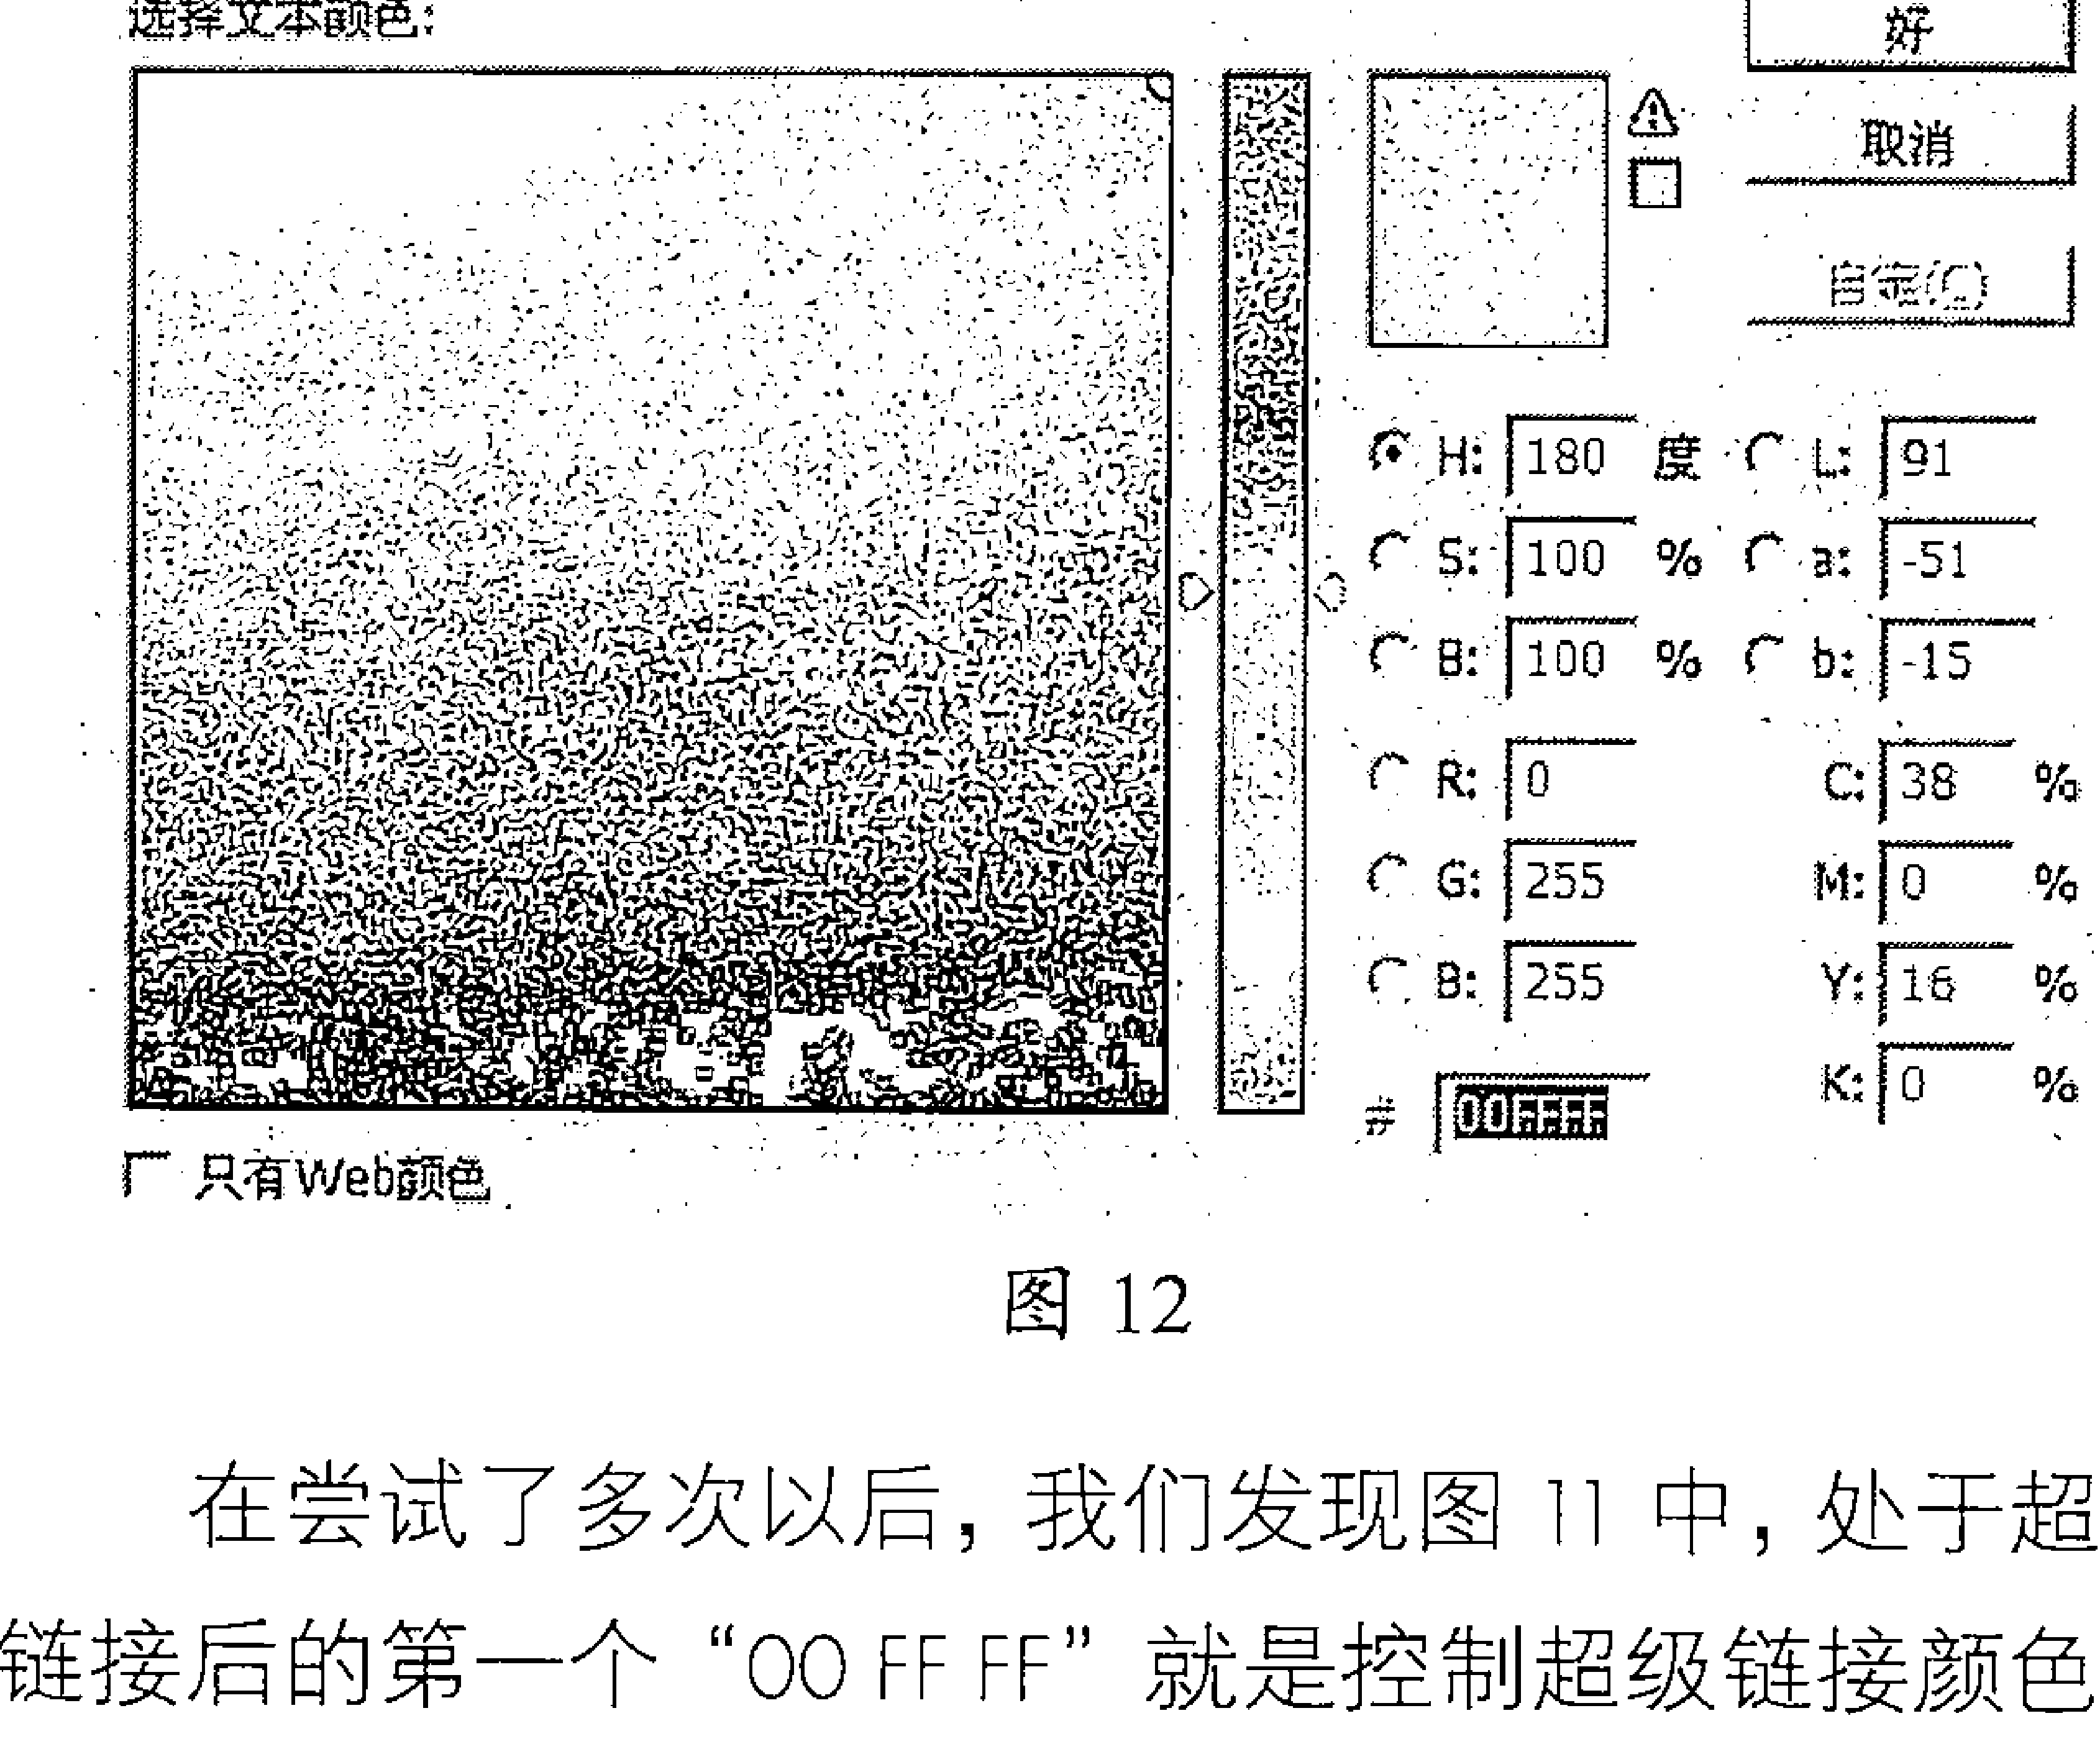 选择文本颜色:
好
取消
自定(C)
H: 180 度 L: 91
S: 100 % a: -51
B: 100 % b: -15
R: 0 C: 38 %
G: 255 M: 0 %
B: 255 Y: 16 %
K: 0 %
# 00FFFF
只有Web颜色
图 12
在尝试了多次以后，我们发现图 11 中，处于超
链接后的第一个“00 FF FF”就是控制超级链接颜色